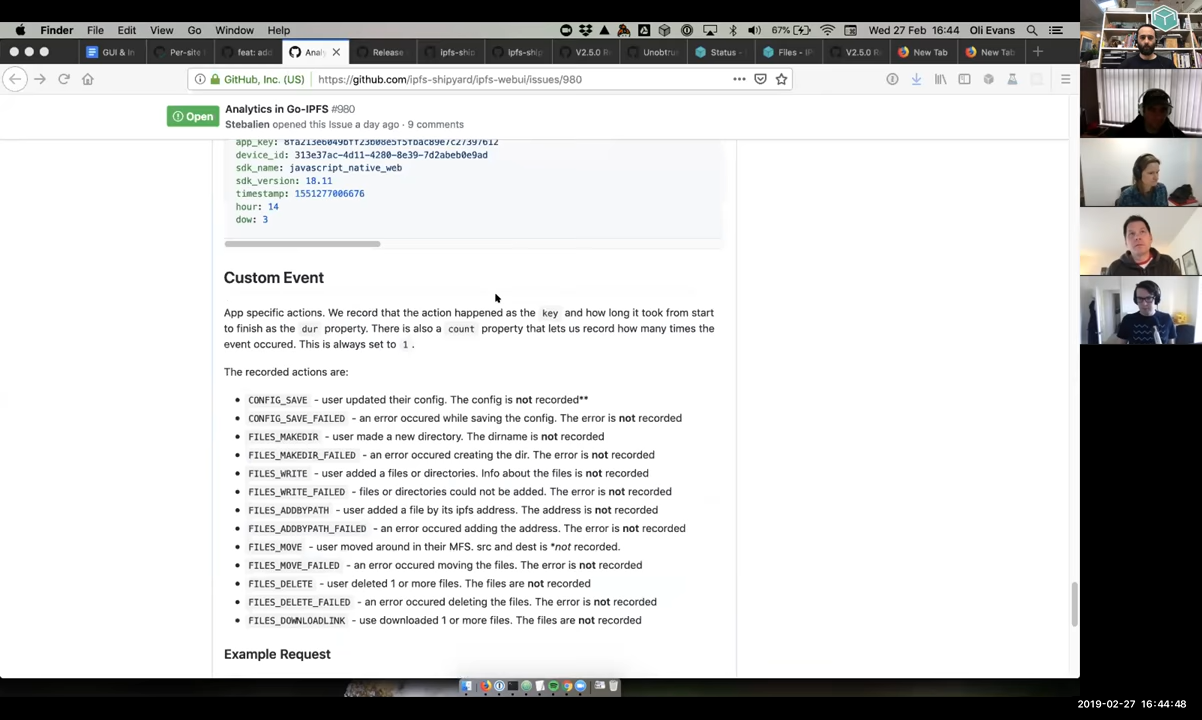 Finder File Edit View Go Window Help 67% Wed 27 Feb 16:44 Oli Evans
GUI & In Per-site feat: add Anal Release ipfs-ship ipfs-ship V2.5.0 R Unobtru Status - Files - IP V2.5.0 R New Tab New Tab
GitHub, Inc. (US) https://github.com/ipfs-shipyard/ipfs-webui/issues/980
Open
Analytics in Go-IPFS #980
Stebalien opened this Issue a day ago · 9 comments
device_id: 313e37ac-4d11-4280-8e39-7d2abeb0e9ad
sdk_name: javascript_native_web
sdk_version: 18.11
timestamp: 1551277006676
hour: 14
dow: 3
Custom Event
App specific actions. We record that the action happened as the key and how long it took from start
to finish as the dur property. There is also a count property that lets us record how many times the
event occured. This is always set to 1 .
The recorded actions are:
CONFIG_SAVE - user updated their config. The config is not recorded**
CONFIG_SAVE_FAILED - an error occured while saving the config. The error is not recorded
FILES_MAKEDIR - user made a new directory. The dirname is not recorded
FILES_MAKEDIR_FAILED - an error occured creating the dir. The error is not recorded
FILES_WRITE - user added a files or directories. Info about the files is not recorded
FILES_WRITE_FAILED - files or directories could not be added. The error is not recorded
FILES_ADDBYPATH - user added a file by its ipfs address. The address is not recorded
FILES_ADDBYPATH_FAILED - an error occured adding the address. The error is not recorded
FILES_MOVE - user moved around in their MFS. src and dest is *not recorded.
FILES_MOVE_FAILED - an error occured moving the files. The error is not recorded
FILES_DELETE - user deleted 1 or more files. The files are not recorded
FILES_DELETE_FAILED - an error occured deleting the files. The error is not recorded
FILES_DOWNLOADLINK - use downloaded 1 or more files. The files are not recorded
Example Request
2019-02-27 16:44:48